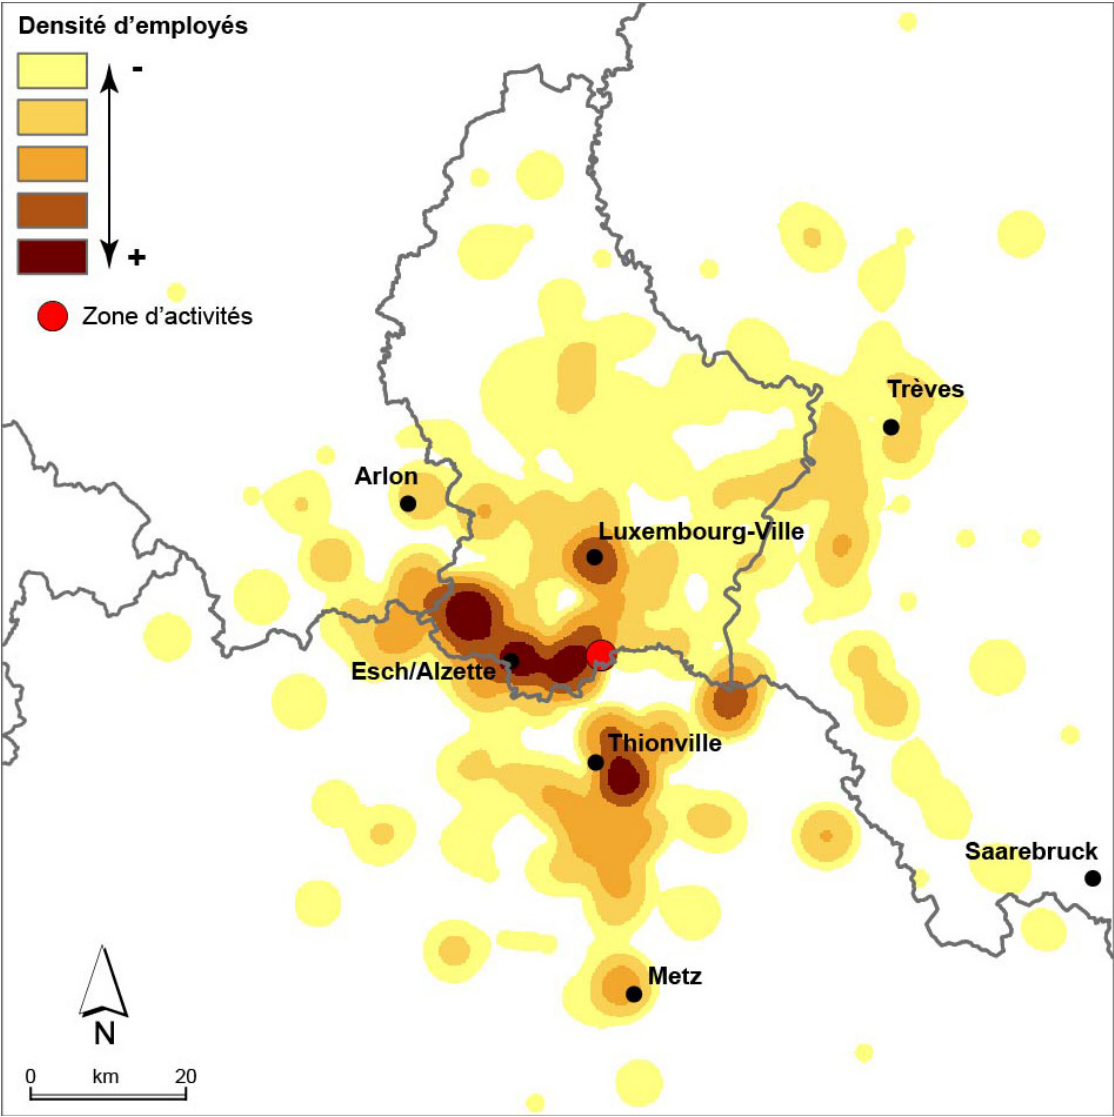 Densité d’employés
-
+
Zone d’activités
Trèves
Arlon
Luxembourg-Ville
Esch/Alzette
Thionville
Saarebruck
Metz
N
0 km 20